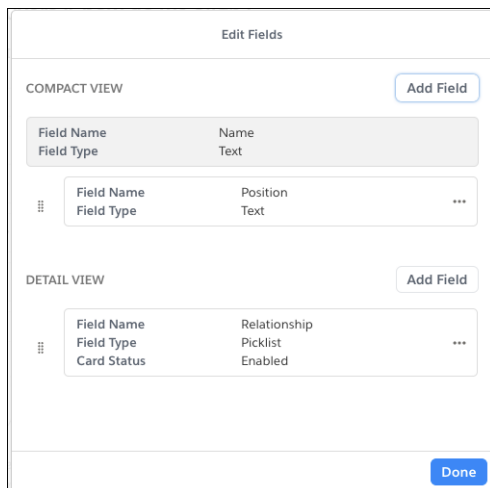 Edit Fields
COMPACT VIEW Add Field
Field Name Name
Field Type Text
Field Name Position
Field Type Text
DETAIL VIEW Add Field
Field Name Relationship
Field Type Picklist
Card Status Enabled
Done